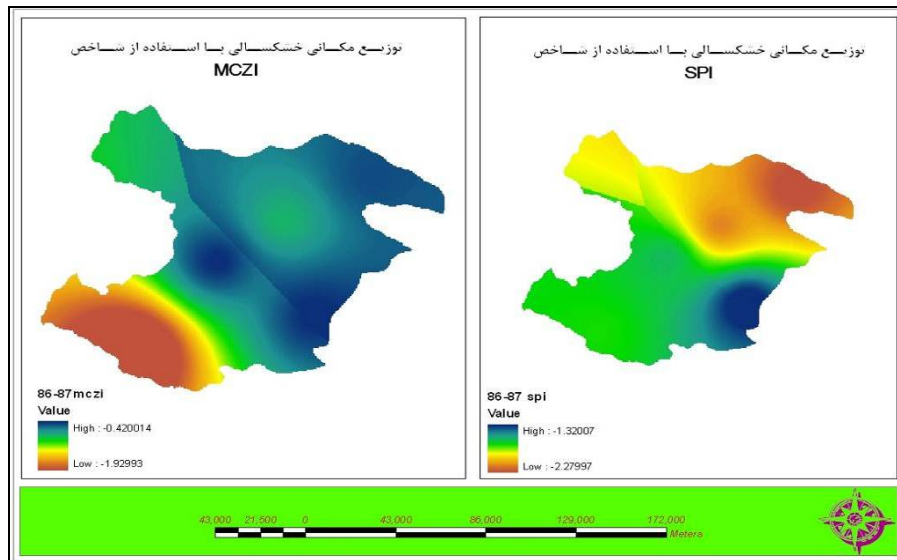 توزیع مکانی خشکسالی با استفاده از شاخص
MCZI
86-87mczi
Value
High : -0.420014
Low : -1.92993
توزیع مکانی خشکسالی با استفاده از شاخص
SPI
86-87 spi
Value
High : -1.32007
Low : -2.27997
43,000 21,500 0 43,000 86,000 129,000 172,000
Meters